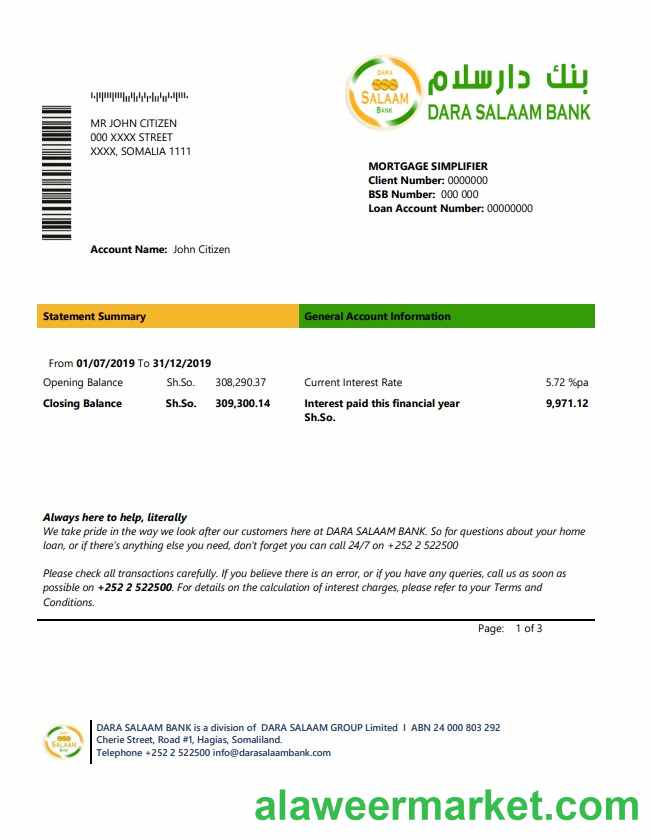 DARA
SALAAM
BANK
بنك دارسلام
DARA SALAAM BANK
MR JOHN CITIZEN
000 XXXX STREET
XXXX, SOMALIA 1111
MORTGAGE SIMPLIFIER
Client Number: 0000000
BSB Number: 000 000
Loan Account Number: 00000000
Account Name: John Citizen
Statement Summary
General Account Information
From 01/07/2019 To 31/12/2019
Opening Balance Sh.So. 308,290.37
Current Interest Rate 5.72 %pa
Closing Balance Sh.So. 309,300.14
Interest paid this financial year 9,971.12
Sh.So.
Always here to help, literally
We take pride in the way we look after our customers here at DARA SALAAM BANK. So for questions about your home
loan, or if there's anything else you need, don't forget you can call 24/7 on +252 2 522500
Please check all transactions carefully. If you believe there is an error, or if you have any queries, call us as soon as
possible on +252 2 522500. For details on the calculation of interest charges, please refer to your Terms and
Conditions.
Page: 1 of 3
SALAAM
DARA SALAAM BANK is a division of DARA SALAAM GROUP Limited I ABN 24 000 803 292
Cherie Street, Road #1, Hagias, Somaliland.
Telephone +252 2 522500 info@darasalaambank.com
alaweermarket.com